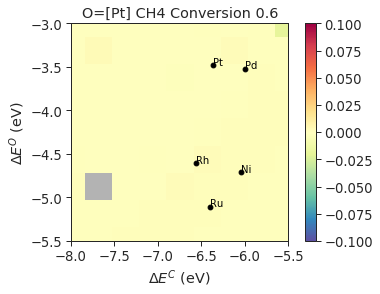 O=[Pt] CH4 Conversion 0.6
−3.0
−3.5
−4.0
−4.5
−5.0
−5.5
ΔE^O (eV)
Pt
Pd
Rh
Ni
Ru
−8.0 −7.5 −7.0 −6.5 −6.0 −5.5
ΔE^C (eV)
0.100
0.075
0.050
0.025
0.000
−0.025
−0.050
−0.075
−0.100